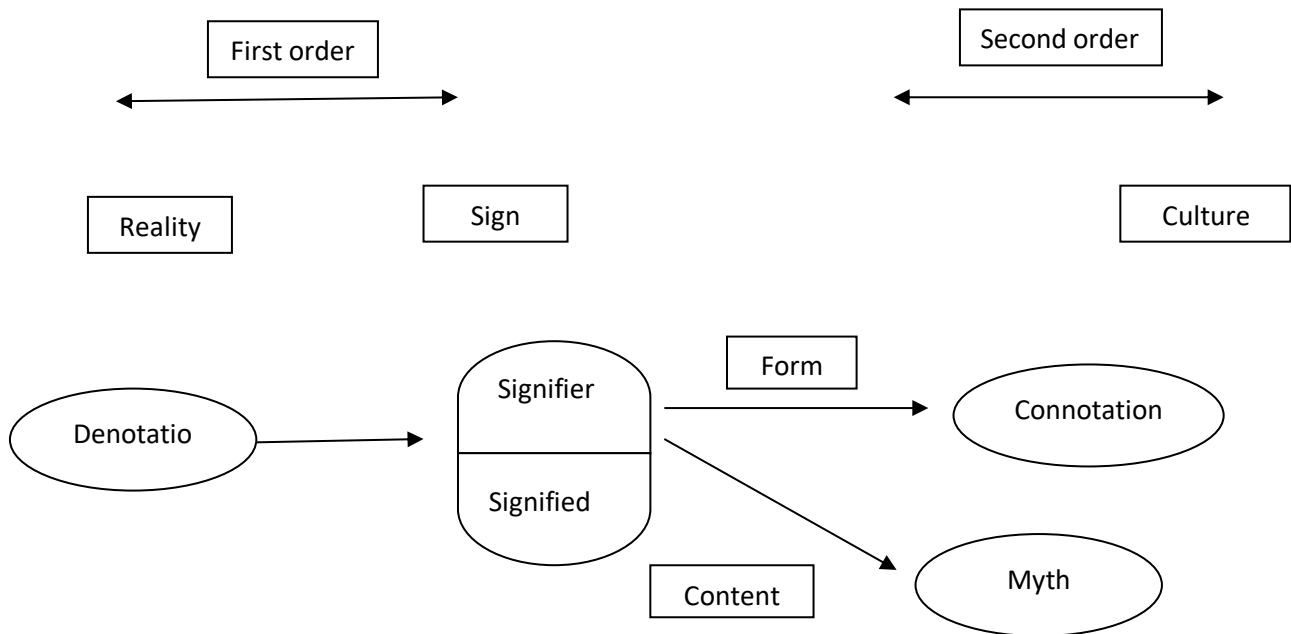 First order
Second order
Reality
Sign
Culture
Signifier
Form
Connotation
Denotatio
Signified
Myth
Content